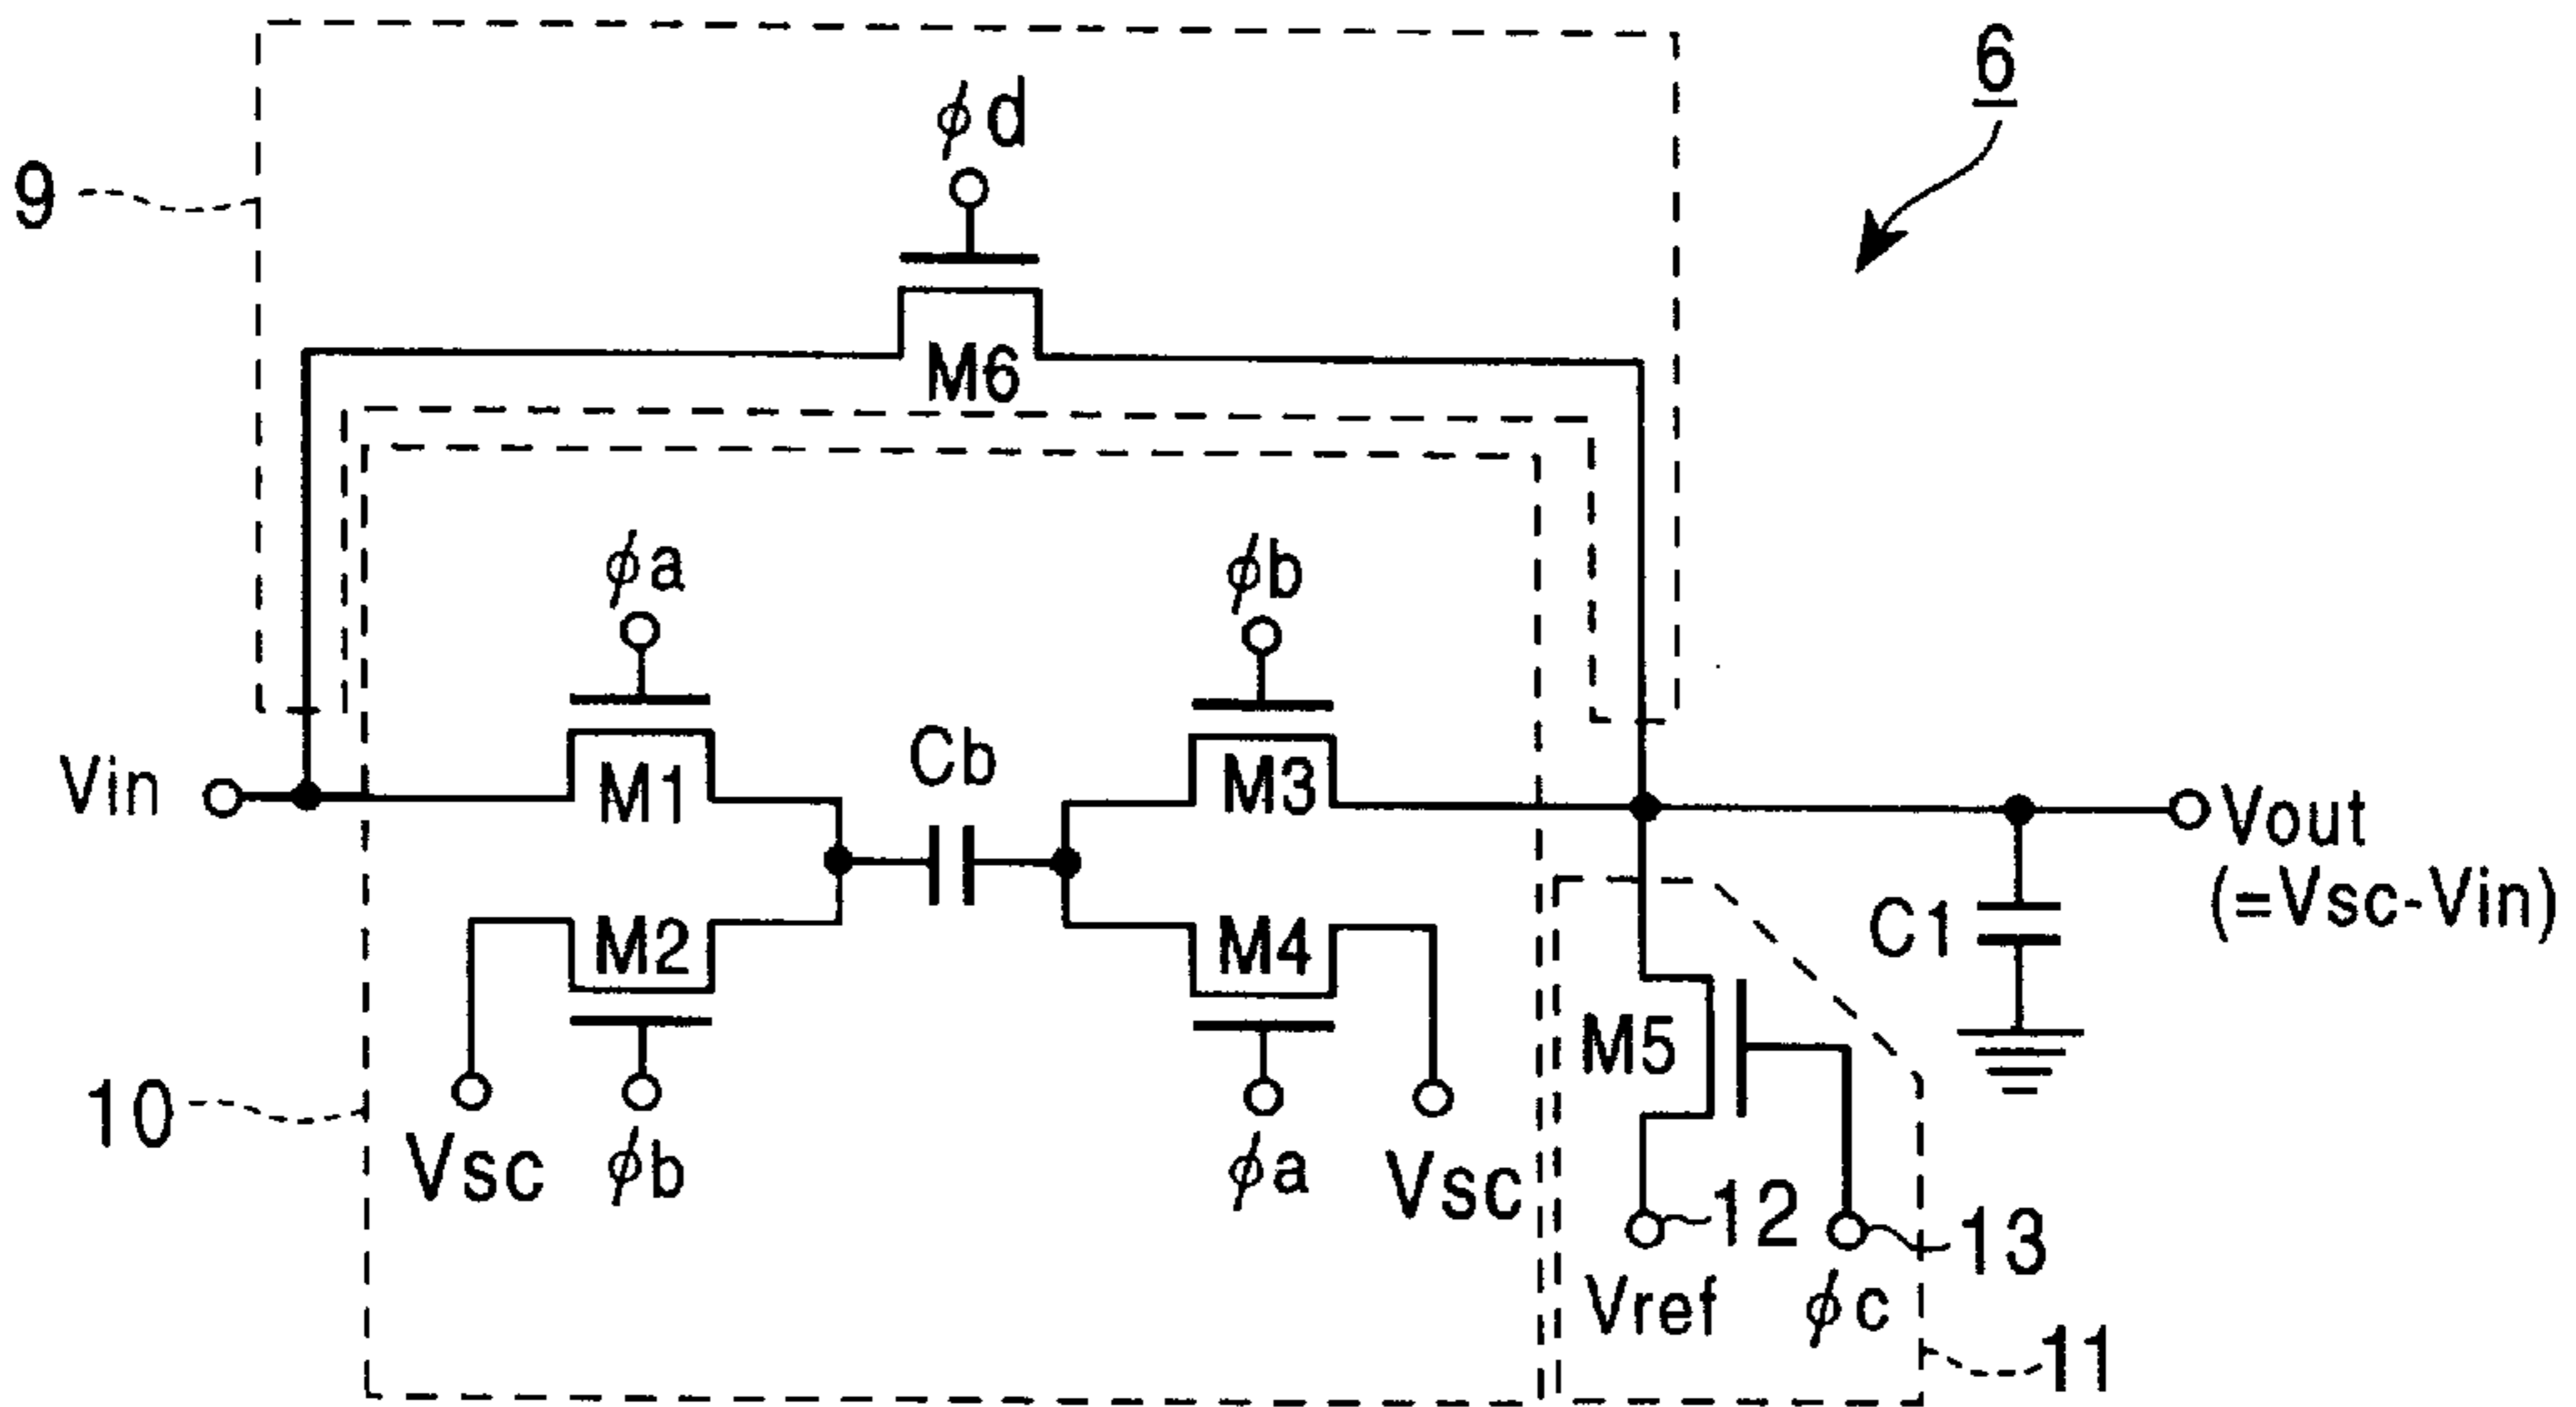 6
ϕd
9
M6
ϕa
ϕb
Cb
Vin
M1
M3
Vout
(=Vsc-Vin)
M2
M4
C1
M5
10
Vsc
ϕb
ϕa
Vsc
12
13
Vref
ϕc
11